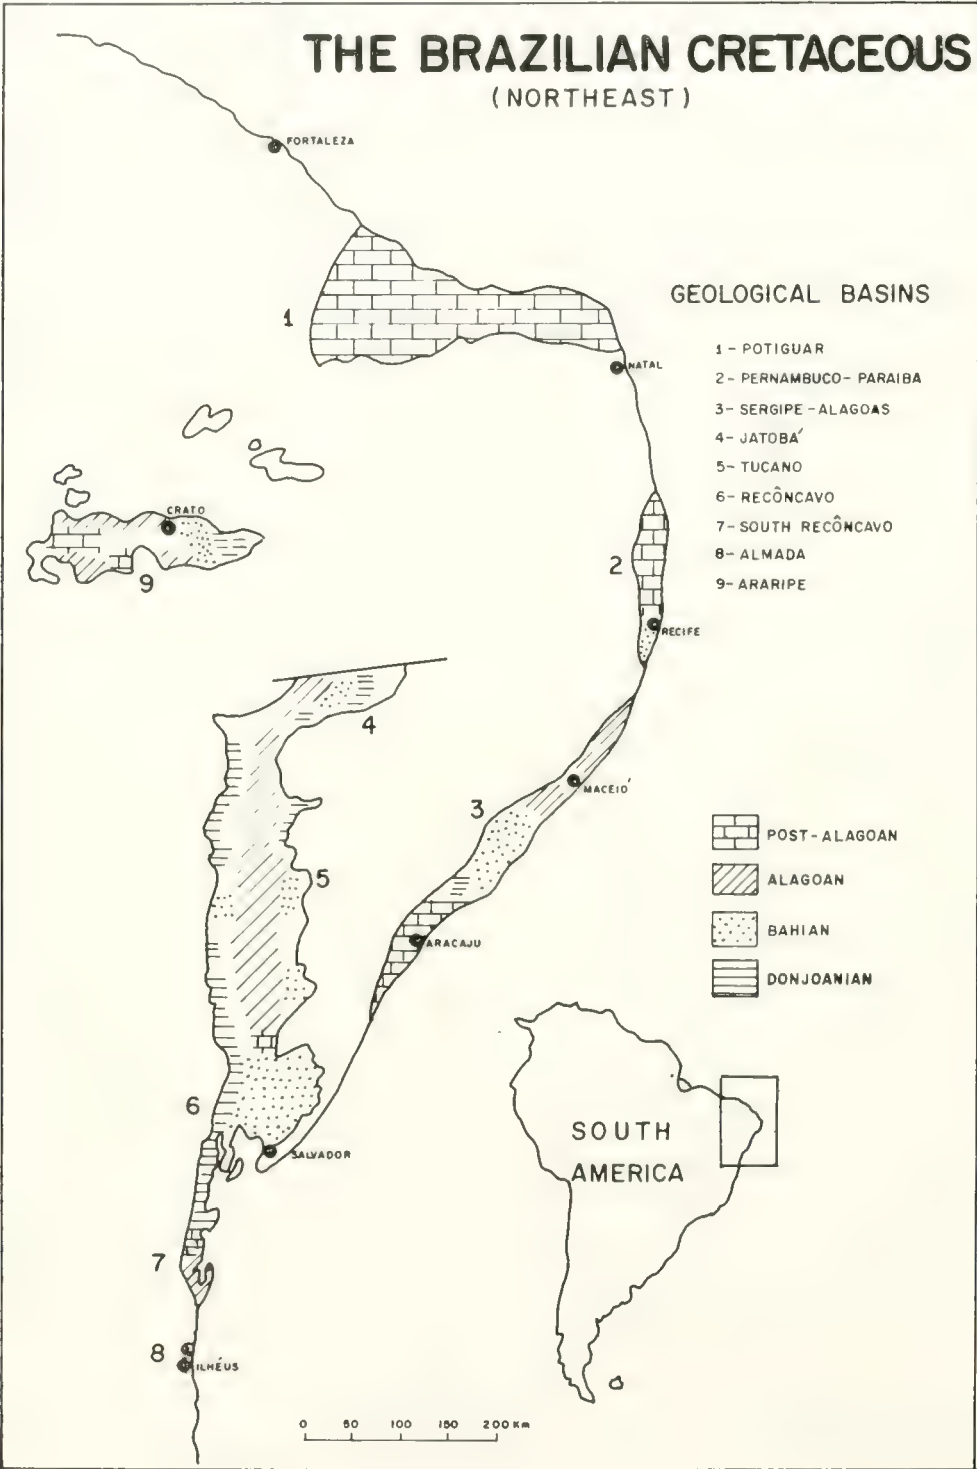 THE BRAZILIAN CRETACEOUS
(NORTHEAST)
FORTALEZA
GEOLOGICAL BASINS
1
1- POTIGUAR
NATAL
2- PERNAMBUCO- PARAIBA
3- SERGIPE-ALAGOAS
4- JATOBÁ
5- TUCANO
6- RECÔNCAVO
7- SOUTH RECÔNCAVO
8- ALMADA
9- ARARIPE
CRATO
9
2
RECIFE
4
MACEIÓ
3
5
POST-ALAGOAN
ALAGOAN
BAHIAN
DONJOANIAN
ARACAJU
6
SALVADOR
SOUTH
AMERICA
7
8
ILHÉUS
0 50 100 150 200 Km